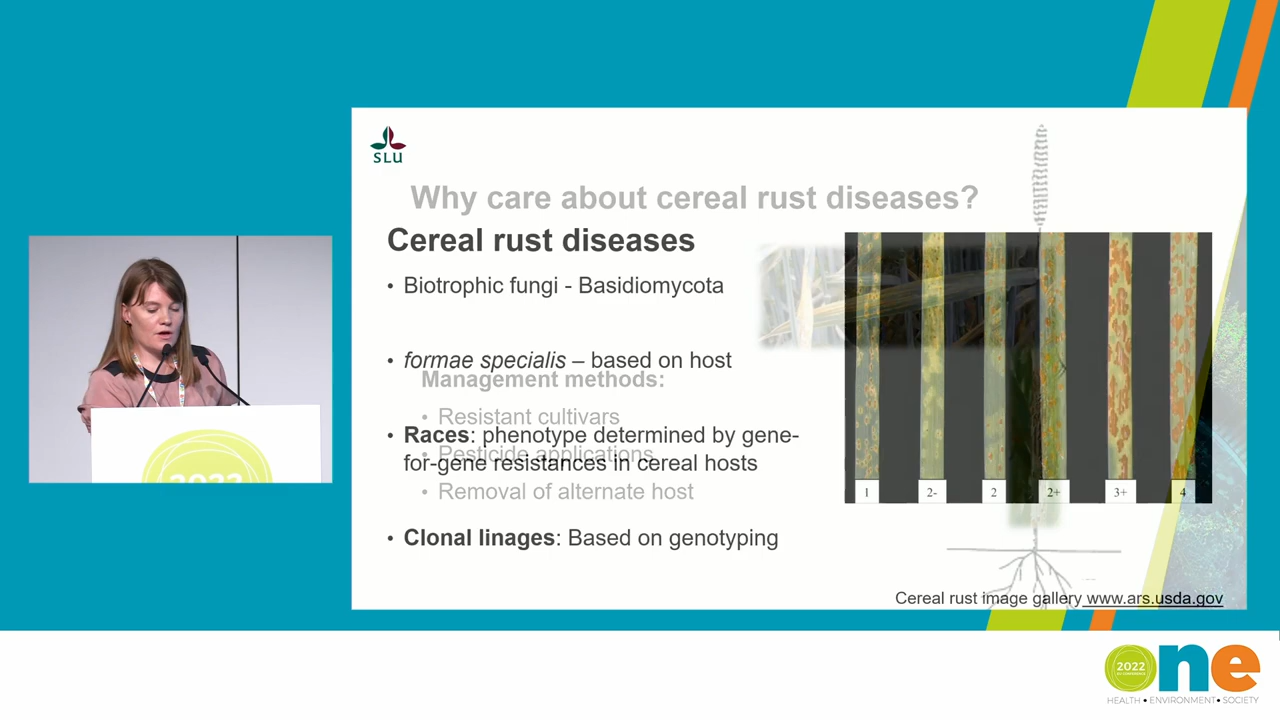 SLU
Why care about cereal rust diseases?
Cereal rust diseases
• Biotrophic fungi - Basidiomycota
• formae specialis – based on host
Management methods:
• Resistant cultivars
• Races: phenotype determined by gene-
• Pesticide applications
for-gene resistances in cereal hosts
• Removal of alternate host
• Clonal linages: Based on genotyping
1 2- 2 2+ 3+ 4
Cereal rust image gallery www.ars.usda.gov
2022
2022
one
HEALTH • ENVIRONMENT • SOCIETY